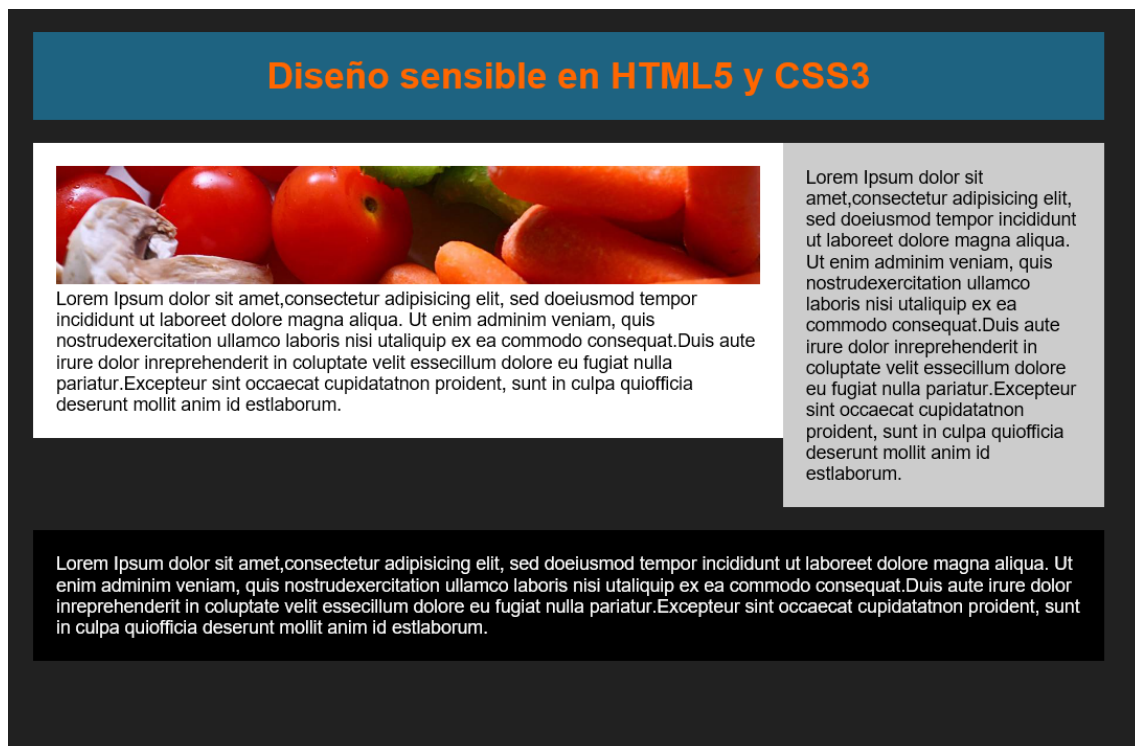 Diseño sensible en HTML5 y CSS3
Lorem Ipsum dolor sit amet,consectetur adipisicing elit, sed doeiusmod tempor
incididunt ut laboreet dolore magna aliqua. Ut enim adminim veniam, quis
nostrudexercitation ullamco laboris nisi utaliquip ex ea commodo consequat.Duis aute
irure dolor inreprehenderit in coluptate velit essecillum dolore eu fugiat nulla
pariatur.Excepteur sint occaecat cupidatatnon proident, sunt in culpa quiofficia
deserunt mollit anim id estlaborum.
Lorem Ipsum dolor sit
amet,consectetur adipisicing elit,
sed doeiusmod tempor incididunt
ut laboreet dolore magna aliqua.
Ut enim adminim veniam, quis
nostrudexercitation ullamco
laboris nisi utaliquip ex ea
commodo consequat.Duis aute
irure dolor inreprehenderit in
coluptate velit essecillum dolore
eu fugiat nulla pariatur.Excepteur
sint occaecat cupidatatnon
proident, sunt in culpa quiofficia
deserunt mollit anim id
estlaborum.
Lorem Ipsum dolor sit amet,consectetur adipisicing elit, sed doeiusmod tempor incididunt ut laboreet dolore magna aliqua. Ut
enim adminim veniam, quis nostrudexercitation ullamco laboris nisi utaliquip ex ea commodo consequat.Duis aute irure dolor
inreprehenderit in coluptate velit essecillum dolore eu fugiat nulla pariatur.Excepteur sint occaecat cupidatatnon proident, sunt
in culpa quiofficia deserunt mollit anim id estlaborum.